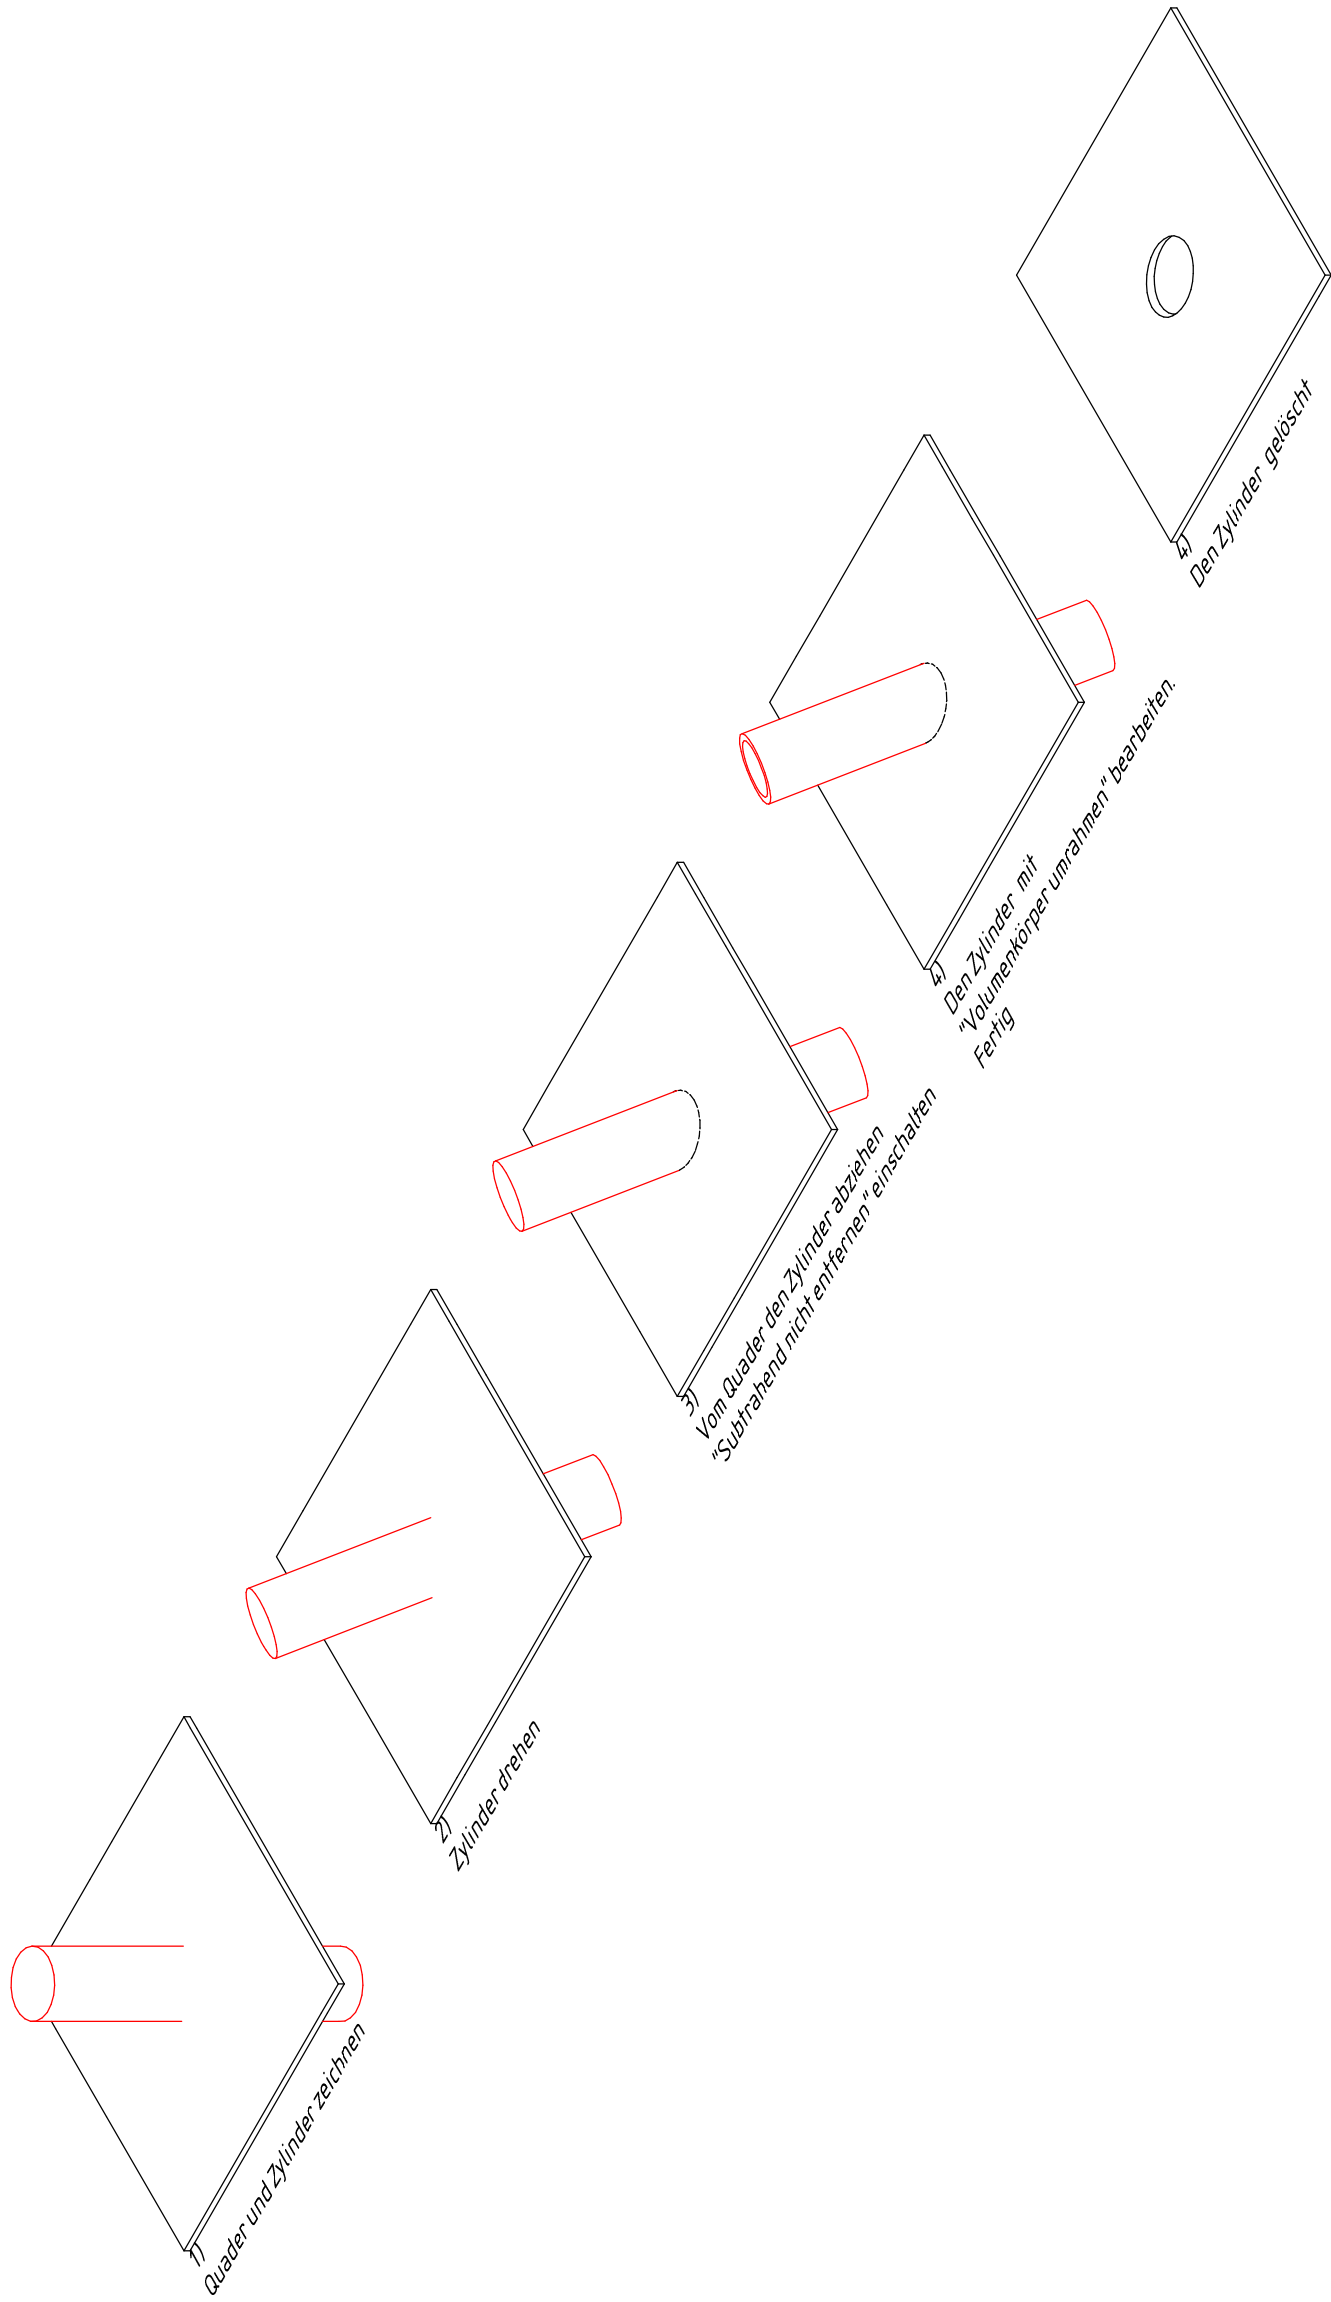 1)
Quader und Zylinder zeichnen
2)
Zylinder drehen
3)
Vom Quader den Zylinder abziehen
"Subtrahend nicht entfernen" einschalten
4)
Den Zylinder mit
"Volumenkörper umrahmen" bearbeiten.
Fertig
4)
Den Zylinder gelöscht